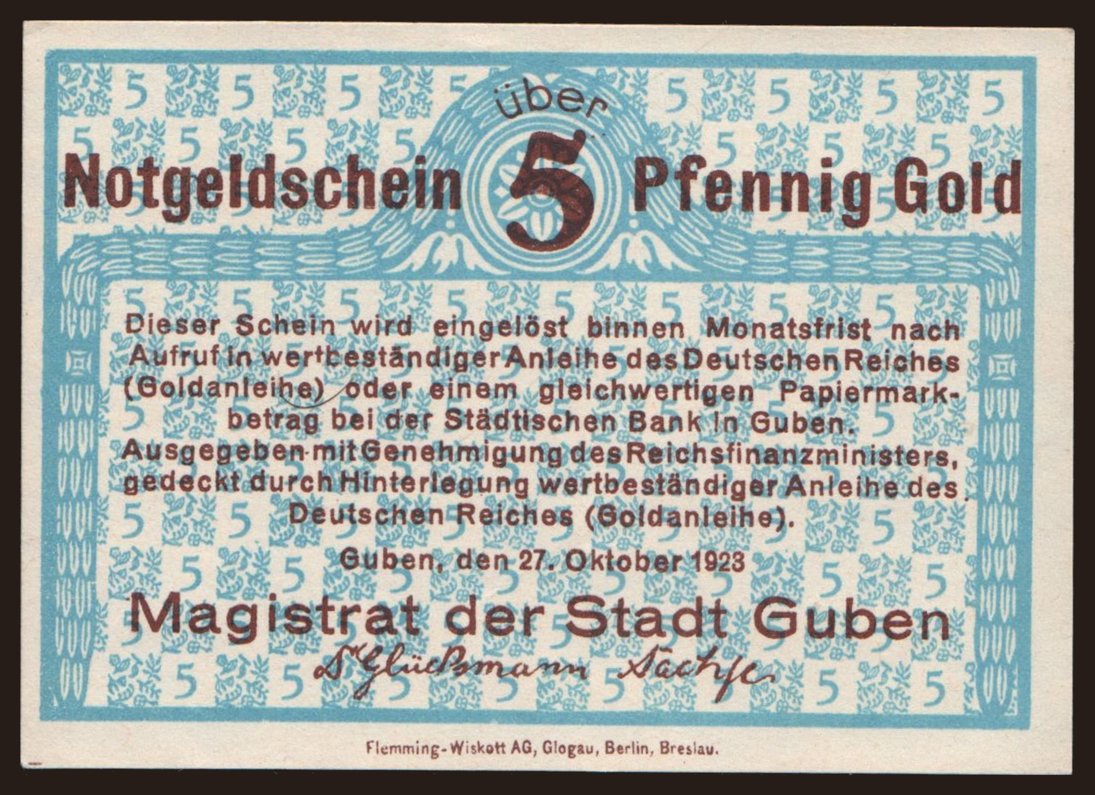 über
Notgeldschein 5 Pfennig Gold
Dieser Schein wird eingelöst binnen Monatsfrist nach
Aufruf in wertbeständiger Anleihe des Deutschen Reiches
(Goldanleihe) oder einem gleichwertigen Papiermark-
betrag bei der Städtischen Bank in Guben.
Ausgegeben mit Genehmigung des Reichsfinanzministers,
gedeckt durch Hinterlegung wertbeständiger Anleihe des
Deutschen Reiches (Goldanleihe).
Guben, den 27. Oktober 1923
Magistrat der Stadt Guben
Dr Glücksmann Sachse
Flemming-Wiskott AG, Glogau, Berlin, Breslau.